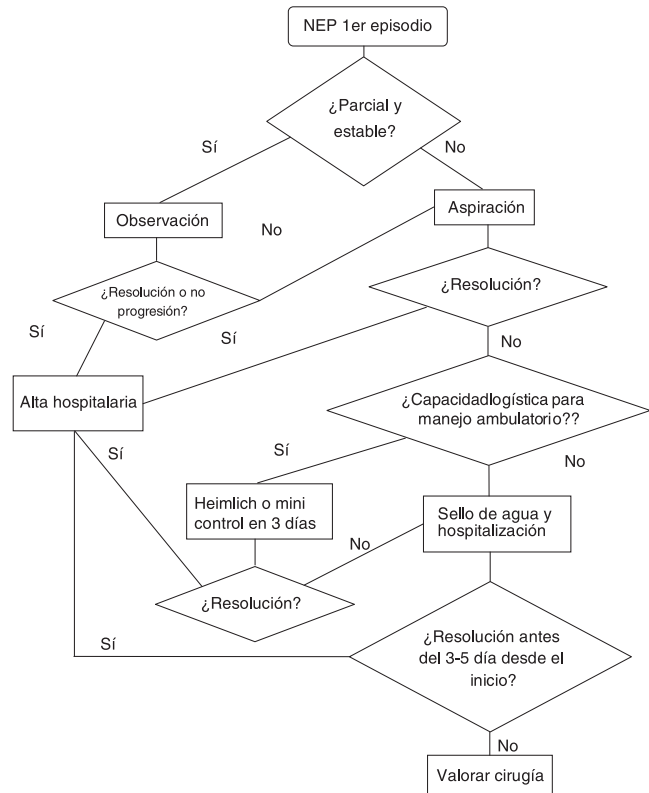 NEP 1er episodio
¿Parcial y
estable?
Sí
No
Observación
No
Aspiración
¿Resolución o no
progresión?
¿Resolución?
Sí
Sí
No
Alta hospitalaria
¿Capacidadlogística para
manejo ambulatorio??
Sí
Sí
No
Heimlich o mini
control en 3 días
Sello de agua y
hospitalización
No
¿Resolución?
Sí
¿Resolución antes
del 3-5 día desde el
inicio?
No
Valorar cirugía